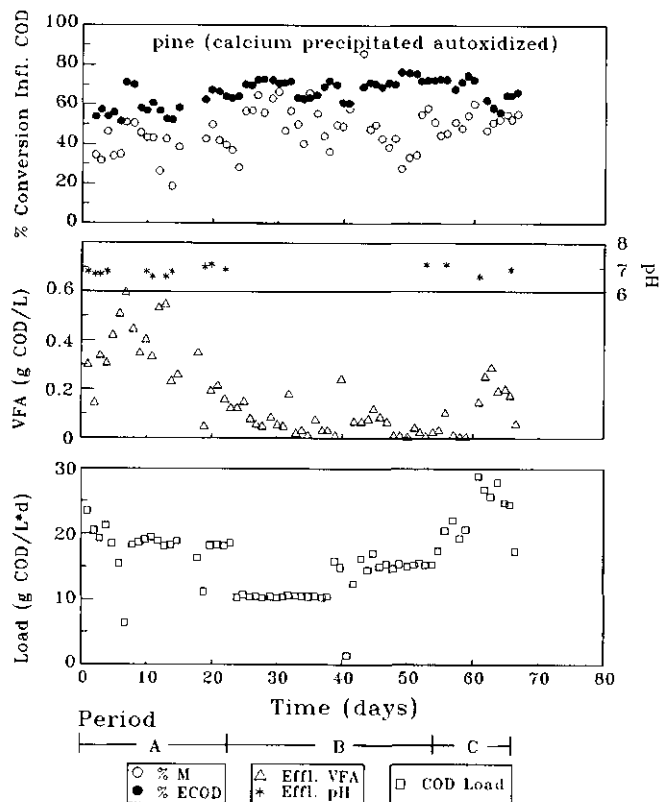 pine (calcium precipitated autoxidized)
% Conversion Infl. COD
100
80
60
40
20
0
VFA (g COD/L)
0.6
0.4
0.2
0
8
7
6
pH
Load (g COD/L*d)
30
20
10
0
0 10 20 30 40 50 60 70 80
Time (days)
Period
A B C
% M
% ECOD
Effl. VFA
Effl. pH
COD Load